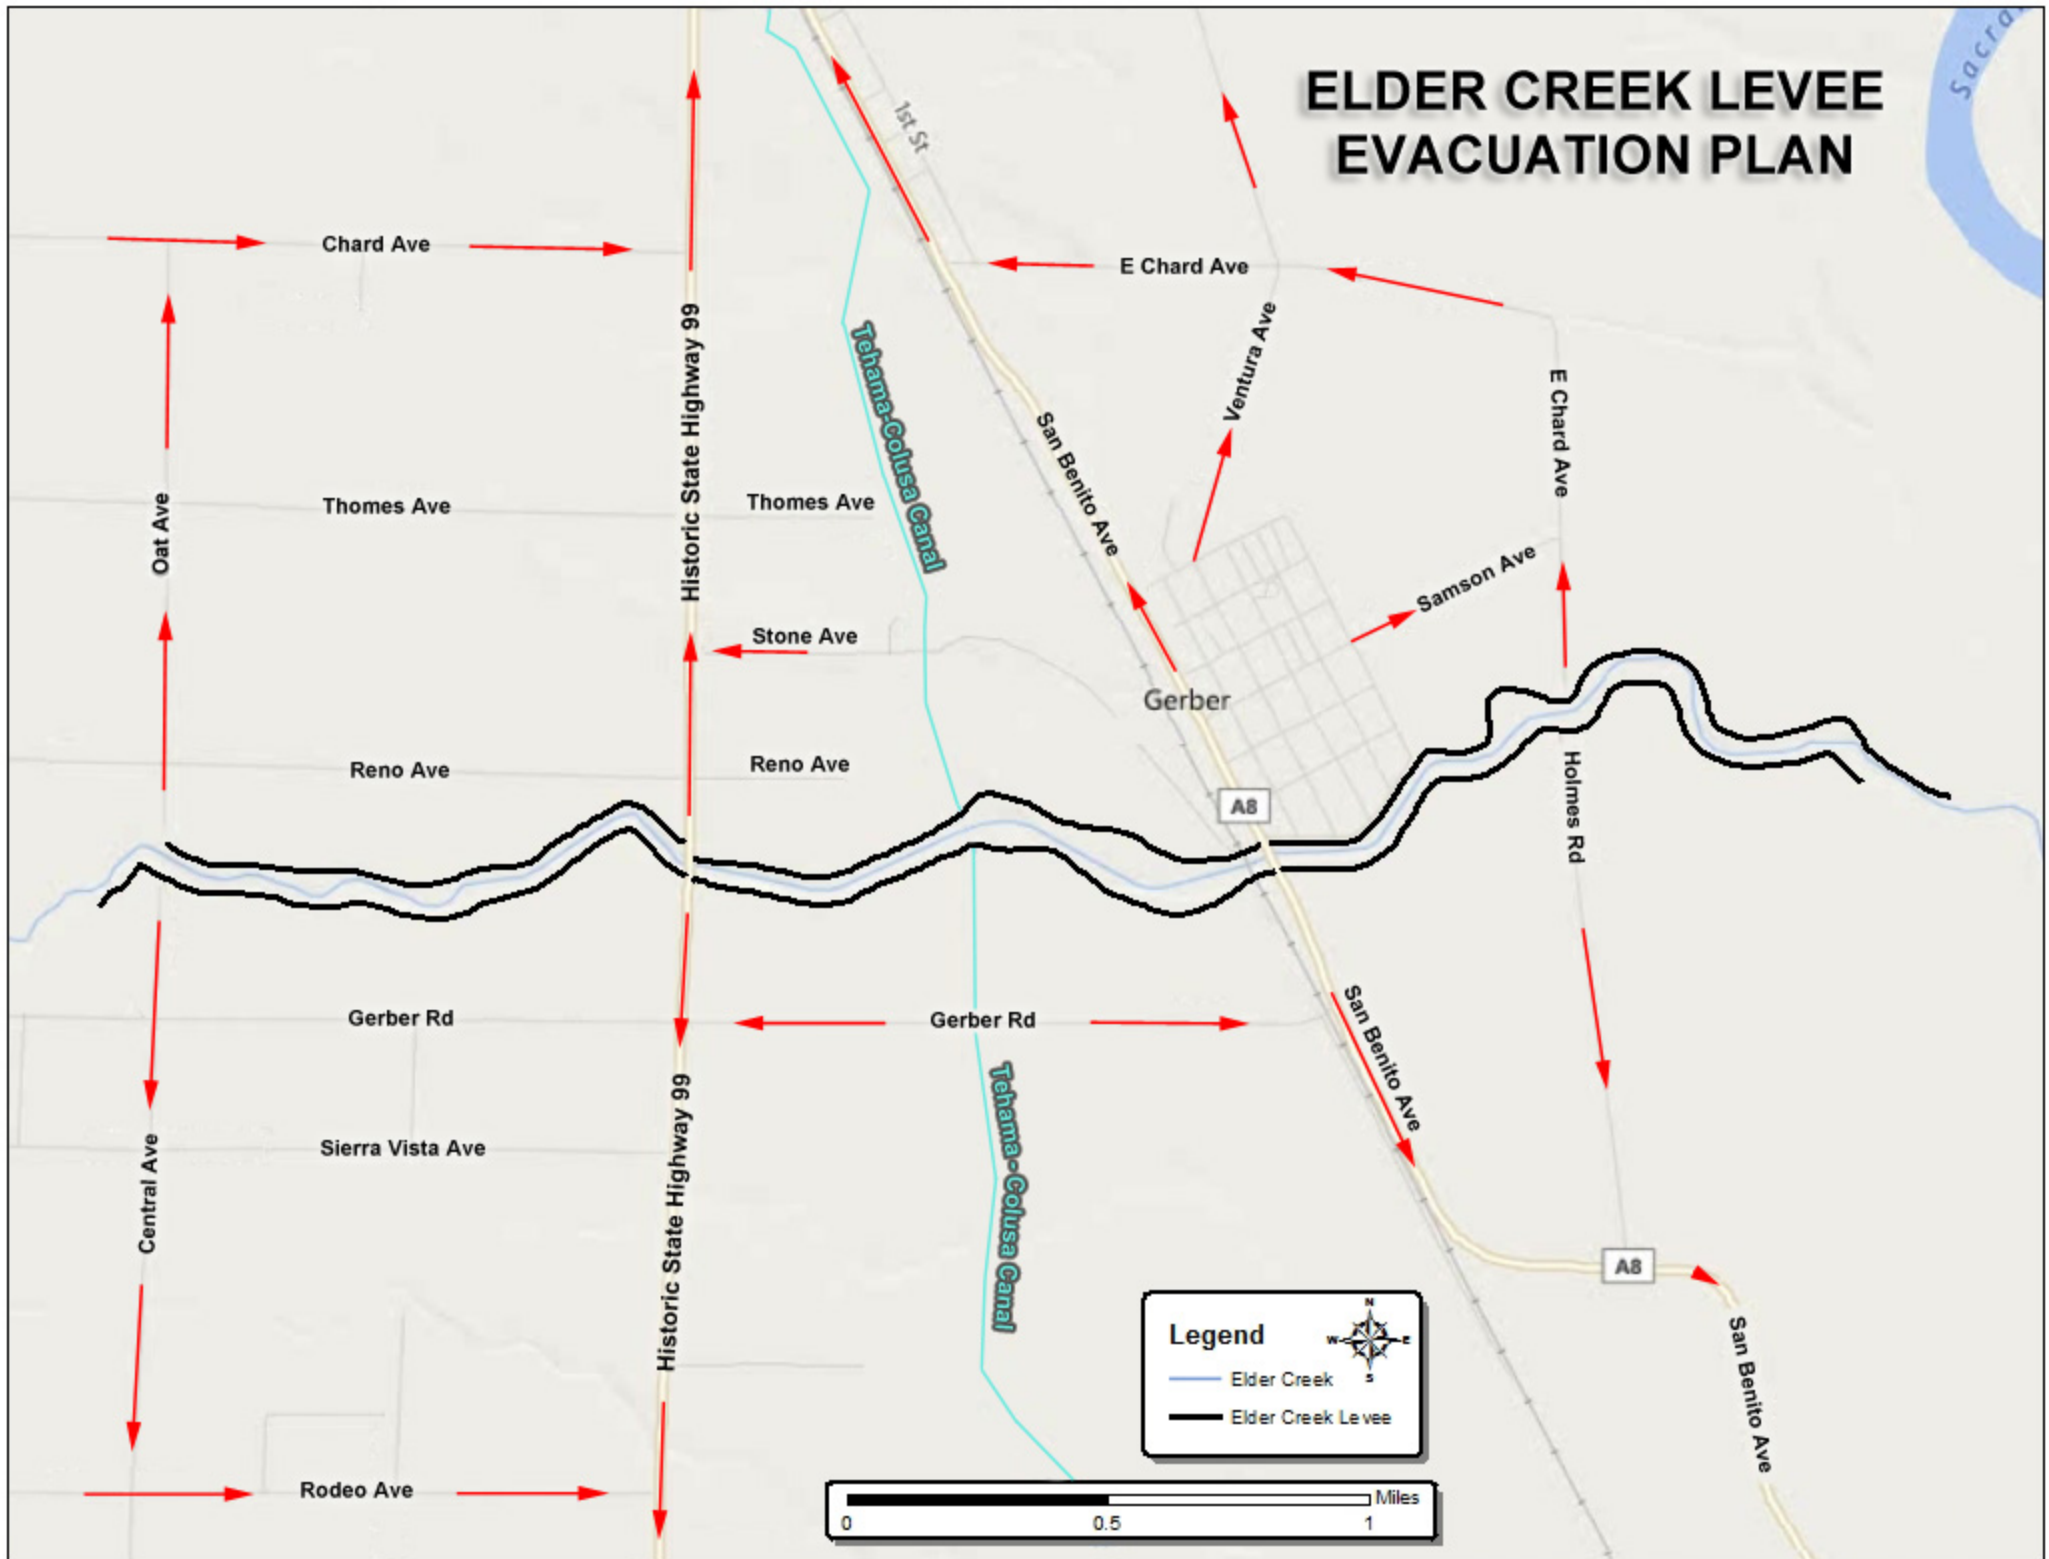 ELDER CREEK LEVEE
EVACUATION PLAN
1st St
Chard Ave
E Chard Ave
Historic State Highway 99
Tehama-Colusa Canal
Ventura Ave
E Chard Ave
San Benito Ave
Oat Ave
Thomes Ave
Thomes Ave
Samson Ave
Stone Ave
Gerber
Reno Ave
Reno Ave
A8
Holmes Rd
Gerber Rd
Gerber Rd
San Benito Ave
Tehama-Colusa Canal
Historic State Highway 99
Central Ave
Sierra Vista Ave
A8
San Benito Ave
Legend
N
W
E
S
Elder Creek
Elder Creek Levee
Rodeo Ave
Miles
0
0.5
1